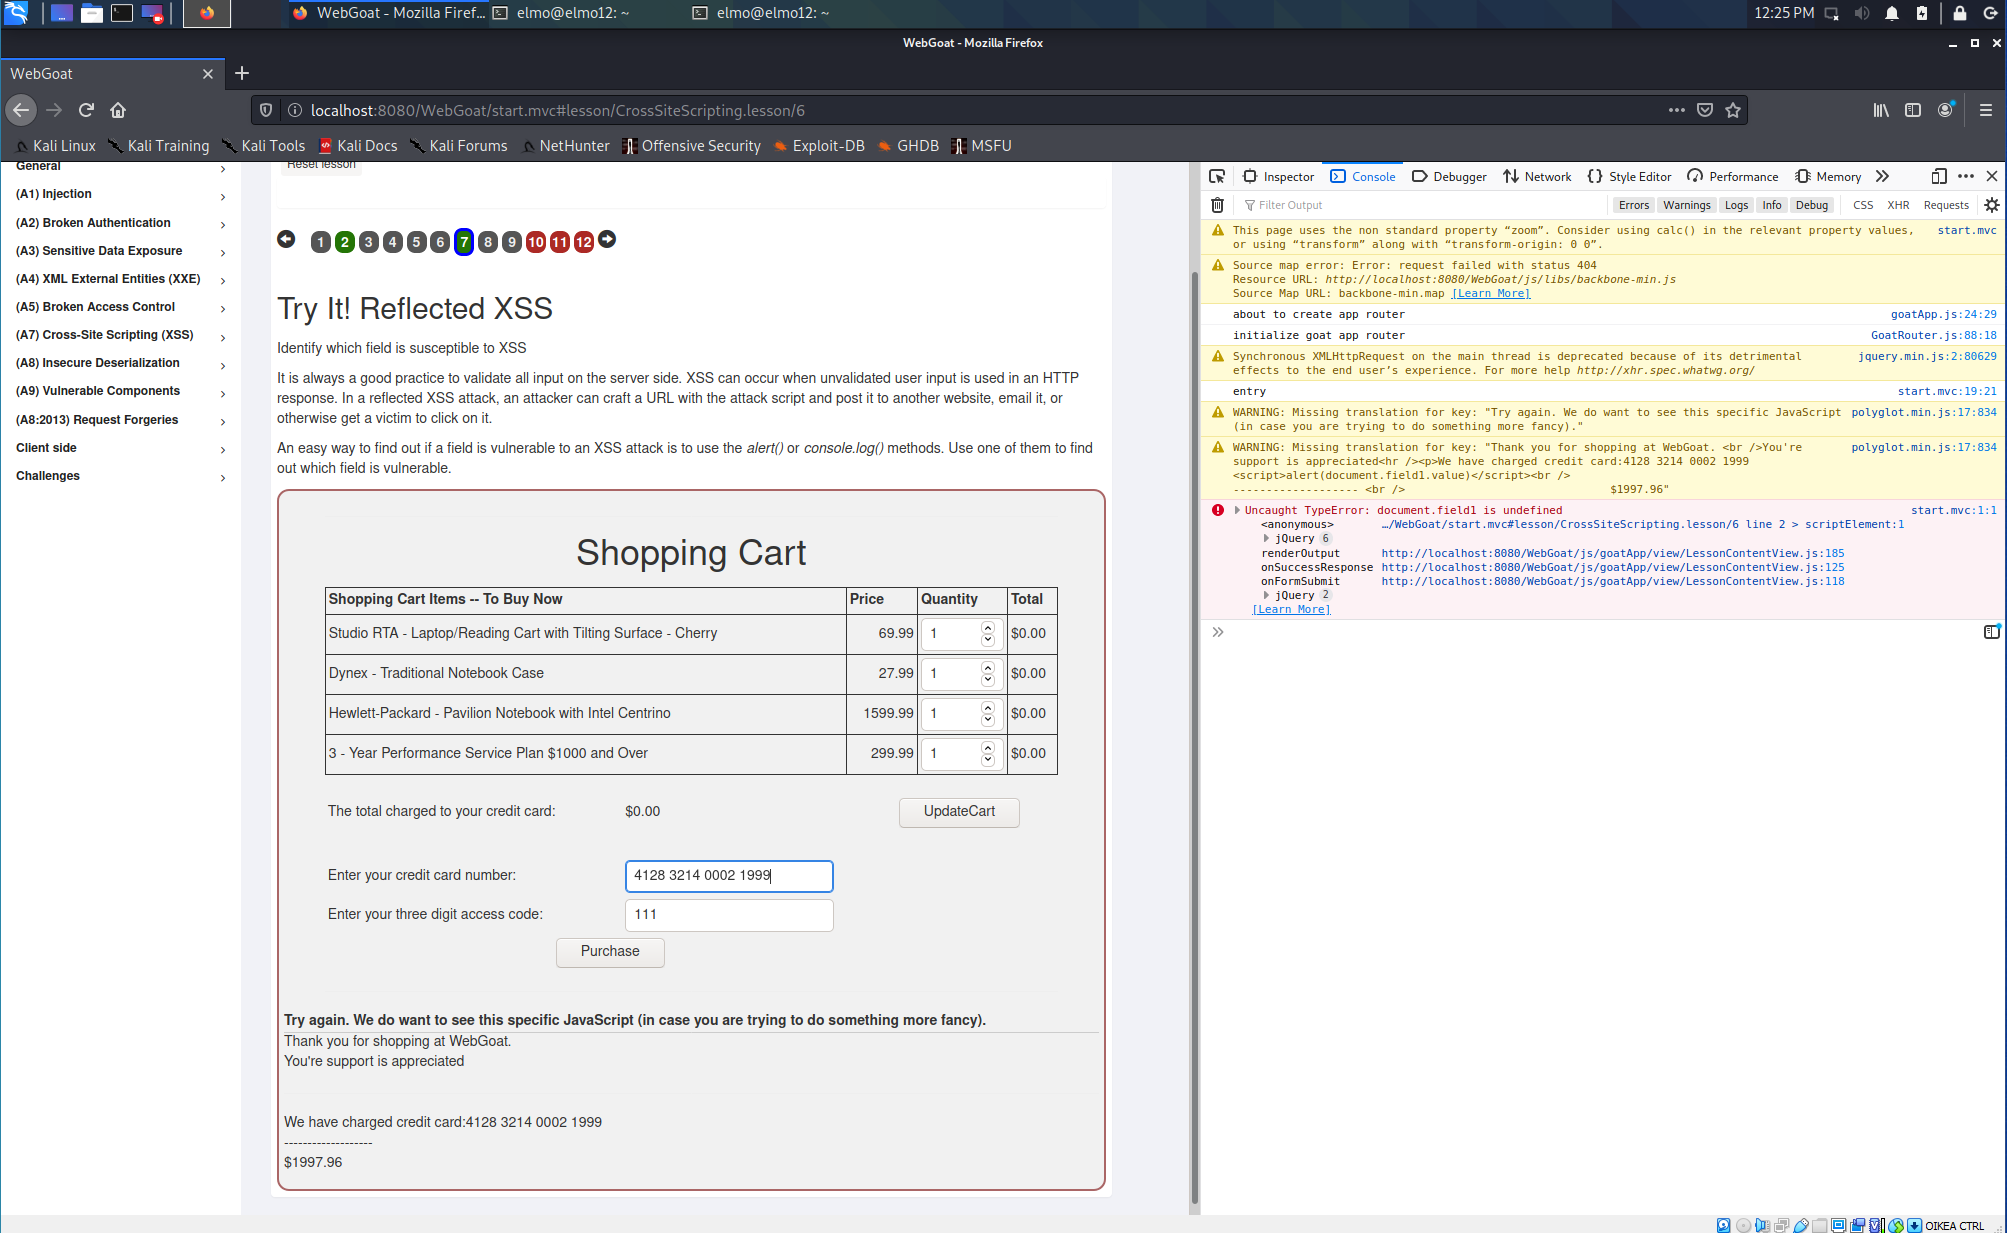 WebGoat - Mozilla Firef...
elmo@elmo12: ~
elmo@elmo12: ~
12:25 PM
WebGoat - Mozilla Firefox
WebGoat
localhost:8080/WebGoat/start.mvc#lesson/CrossSiteScripting.lesson/6
Kali Linux Kali Training Kali Tools Kali Docs Kali Forums NetHunter Offensive Security Exploit-DB GHDB MSFU
General
(A1) Injection
(A2) Broken Authentication
(A3) Sensitive Data Exposure
(A4) XML External Entities (XXE)
(A5) Broken Access Control
(A7) Cross-Site Scripting (XSS)
(A8) Insecure Deserialization
(A9) Vulnerable Components
(A8:2013) Request Forgeries
Client side
Challenges
Reset lesson
1 2 3 4 5 6 7 8 9 10 11 12
Try It! Reflected XSS
Identify which field is susceptible to XSS
It is always a good practice to validate all input on the server side. XSS can occur when unvalidated user input is used in an HTTP
response. In a reflected XSS attack, an attacker can craft a URL with the attack script and post it to another website, email it, or
otherwise get a victim to click on it.
An easy way to find out if a field is vulnerable to an XSS attack is to use the alert() or console.log() methods. Use one of them to find
out which field is vulnerable.
Shopping Cart
Shopping Cart Items -- To Buy Now Price Quantity Total
Studio RTA - Laptop/Reading Cart with Tilting Surface - Cherry 69.99 1 $0.00
Dynex - Traditional Notebook Case 27.99 1 $0.00
Hewlett-Packard - Pavilion Notebook with Intel Centrino 1599.99 1 $0.00
3 - Year Performance Service Plan $1000 and Over 299.99 1 $0.00
The total charged to your credit card: $0.00 UpdateCart
Enter your credit card number: 4128 3214 0002 1999
Enter your three digit access code: 111
Purchase
Try again. We do want to see this specific JavaScript (in case you are trying to do something more fancy).
Thank you for shopping at WebGoat.
You're support is appreciated
We have charged credit card:4128 3214 0002 1999
-------------------
$1997.96
Inspector Console Debugger Network Style Editor Performance Memory
Filter Output Errors Warnings Logs Info Debug CSS XHR Requests
This page uses the non standard property “zoom”. Consider using calc() in the relevant property values, start.mvc
or using “transform” along with “transform-origin: 0 0”.
Source map error: Error: request failed with status 404
Resource URL: http://localhost:8080/WebGoat/js/libs/backbone-min.js
Source Map URL: backbone-min.map [Learn More]
about to create app router goatApp.js:24:29
initialize goat app router GoatRouter.js:88:18
Synchronous XMLHttpRequest on the main thread is deprecated because of its detrimental jquery.min.js:2:80629
effects to the end user’s experience. For more help http://xhr.spec.whatwg.org/
entry start.mvc:19:21
WARNING: Missing translation for key: "Try again. We do want to see this specific JavaScript polyglot.min.js:17:834
(in case you are trying to do something more fancy)."
WARNING: Missing translation for key: "Thank you for shopping at WebGoat. <br />You're polyglot.min.js:17:834
support is appreciated<hr /><p>We have charged credit card:4128 3214 0002 1999
<script>alert(document.field1.value)</script><br />
------------------- <br /> $1997.96"
Uncaught TypeError: document.field1 is undefined start.mvc:1:1
<anonymous> …/WebGoat/start.mvc#lesson/CrossSiteScripting.lesson/6 line 2 > scriptElement:1
jQuery 6
renderOutput http://localhost:8080/WebGoat/js/goatApp/view/LessonContentView.js:185
onSuccessResponse http://localhost:8080/WebGoat/js/goatApp/view/LessonContentView.js:125
onFormSubmit http://localhost:8080/WebGoat/js/goatApp/view/LessonContentView.js:118
jQuery 2
[Learn More]
OIKEA CTRL